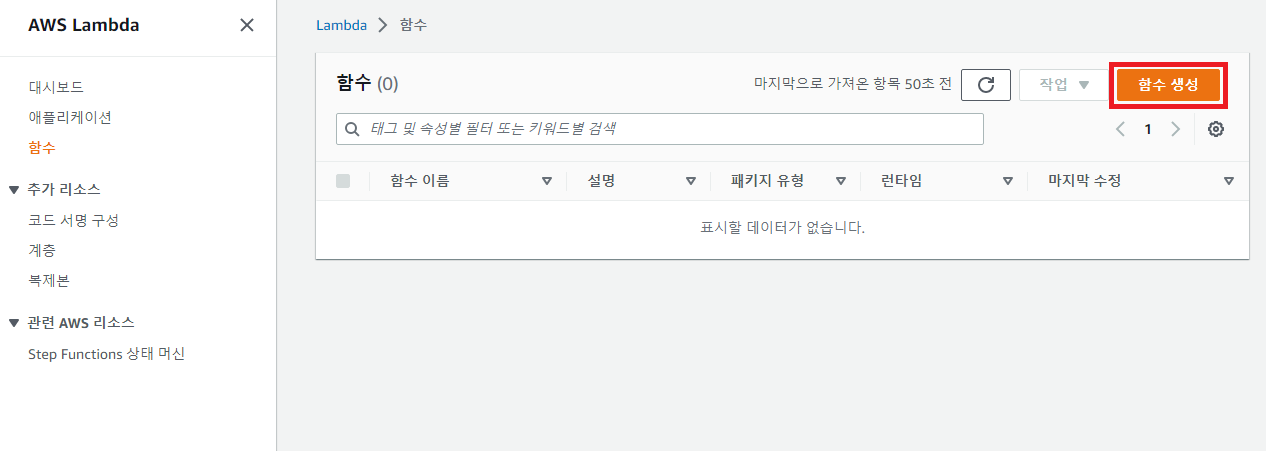 AWS Lambda
대시보드
애플리케이션
함수
추가 리소스
코드 서명 구성
계층
복제본
관련 AWS 리소스
Step Functions 상태 머신
Lambda 함수
함수 (0)
마지막으로 가져온 항목 50초 전 작업 함수 생성
태그 및 속성별 필터 또는 키워드별 검색 1
함수 이름 설명 패키지 유형 런타임 마지막 수정
표시할 데이터가 없습니다.